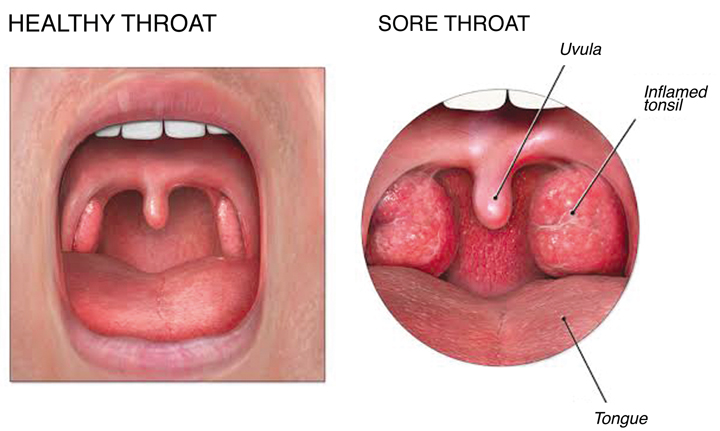 HEALTHY THROAT
SORE THROAT
Uvula
Inflamed
tonsil
Tongue